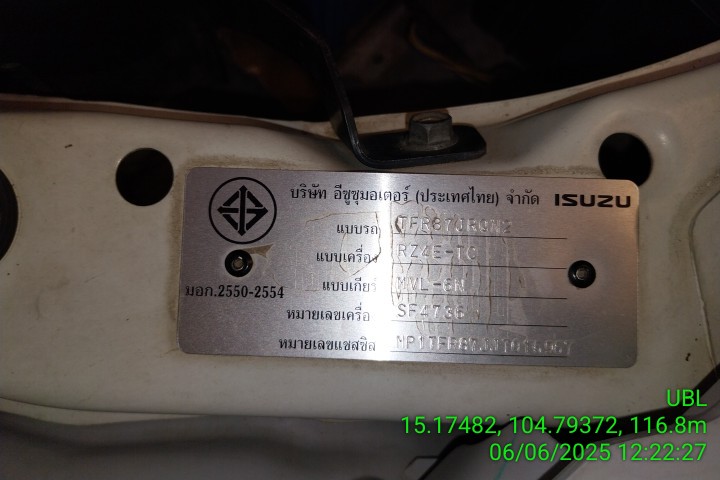 บริษัท อีซูซุมอเตอร์ (ประเทศไทย) จำกัด ISUZU
แบบรถ
แบบเครื่อง RZ4E-TC
แบบเกียร์ MVL-6N
มอก.2550-2554
หมายเลขเครื่อง SF4736
หมายเลขแชสซีส
UBL
15.17482, 104.79372, 116.8m
06/06/2025 12:22:27